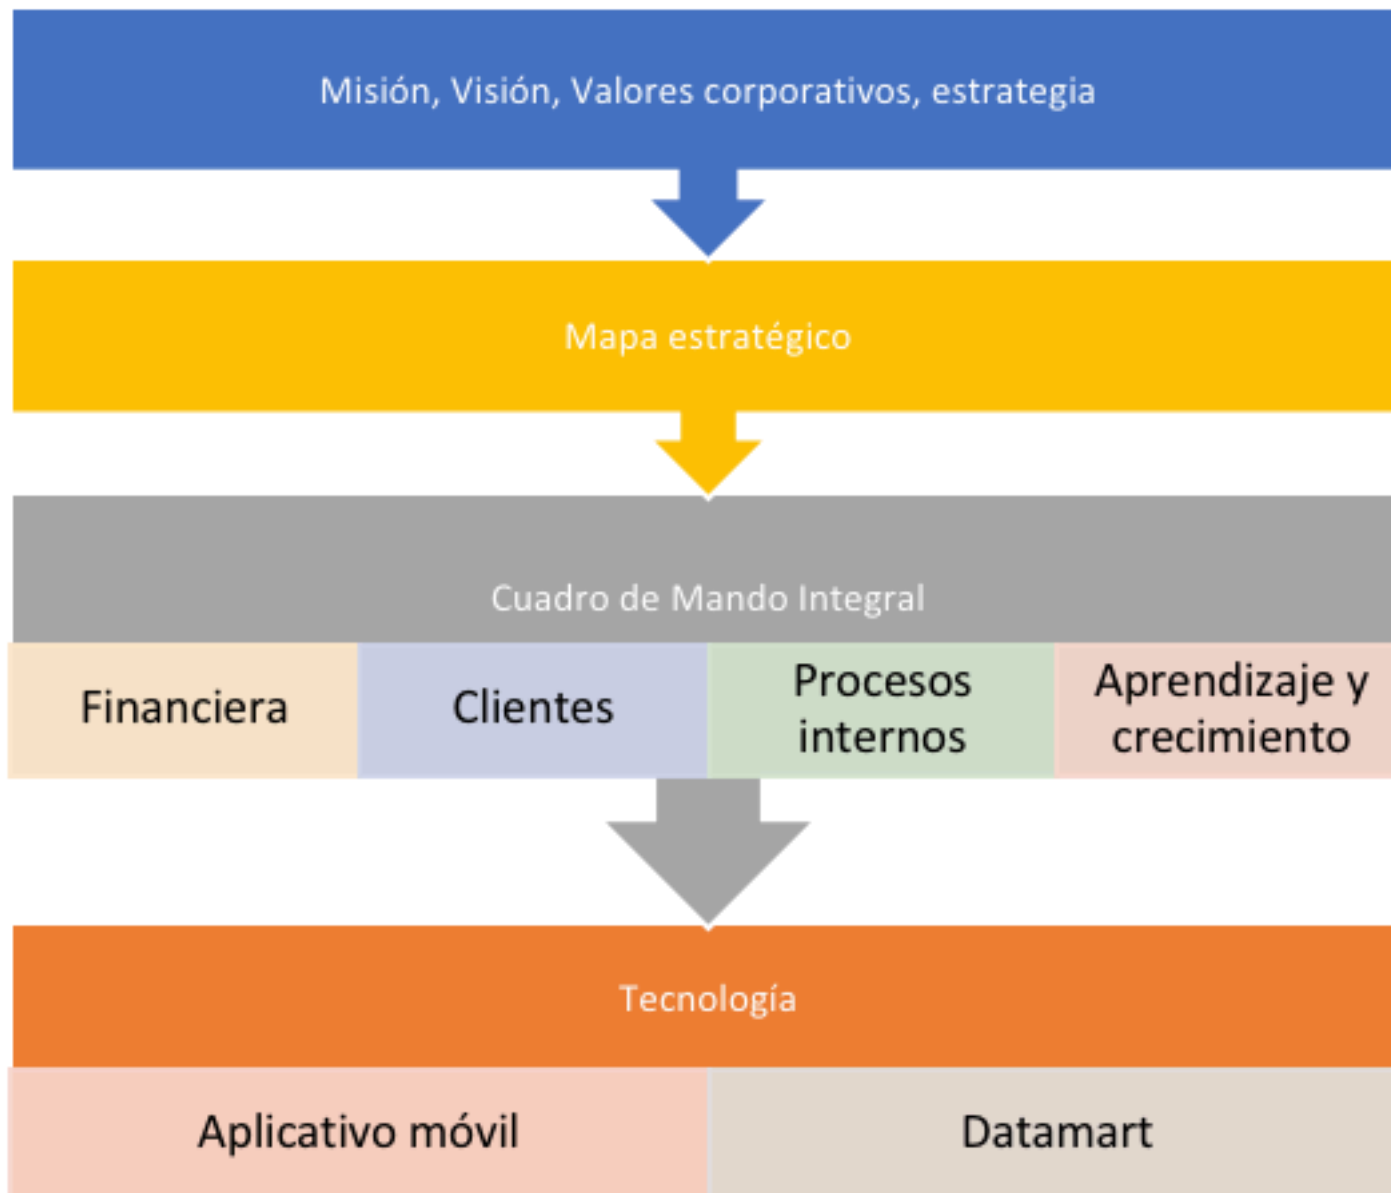 Misión, Visión, Valores corporativos, estrategia
Mapa estratégico
Cuadro de Mando Integral
Financiera
Clientes
Procesos
internos
Aprendizaje y
crecimiento
Tecnología
Aplicativo móvil
Datamart